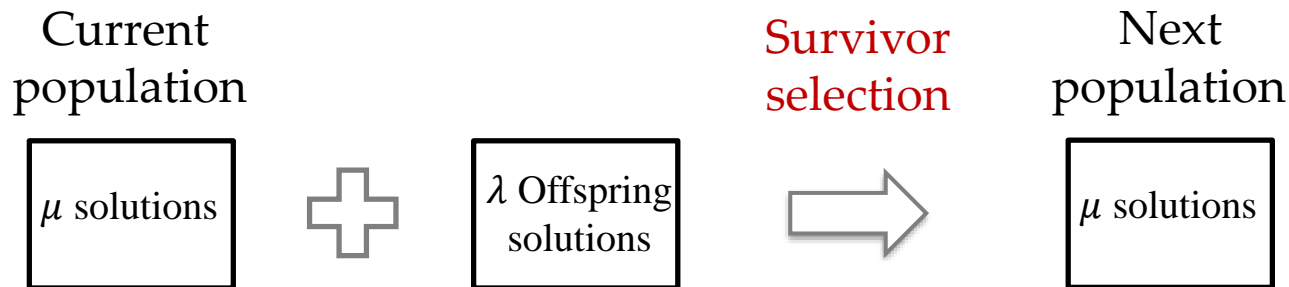 Current
population
Survivor
selection
Next
population
μ solutions
λ Offspring
solutions
μ solutions